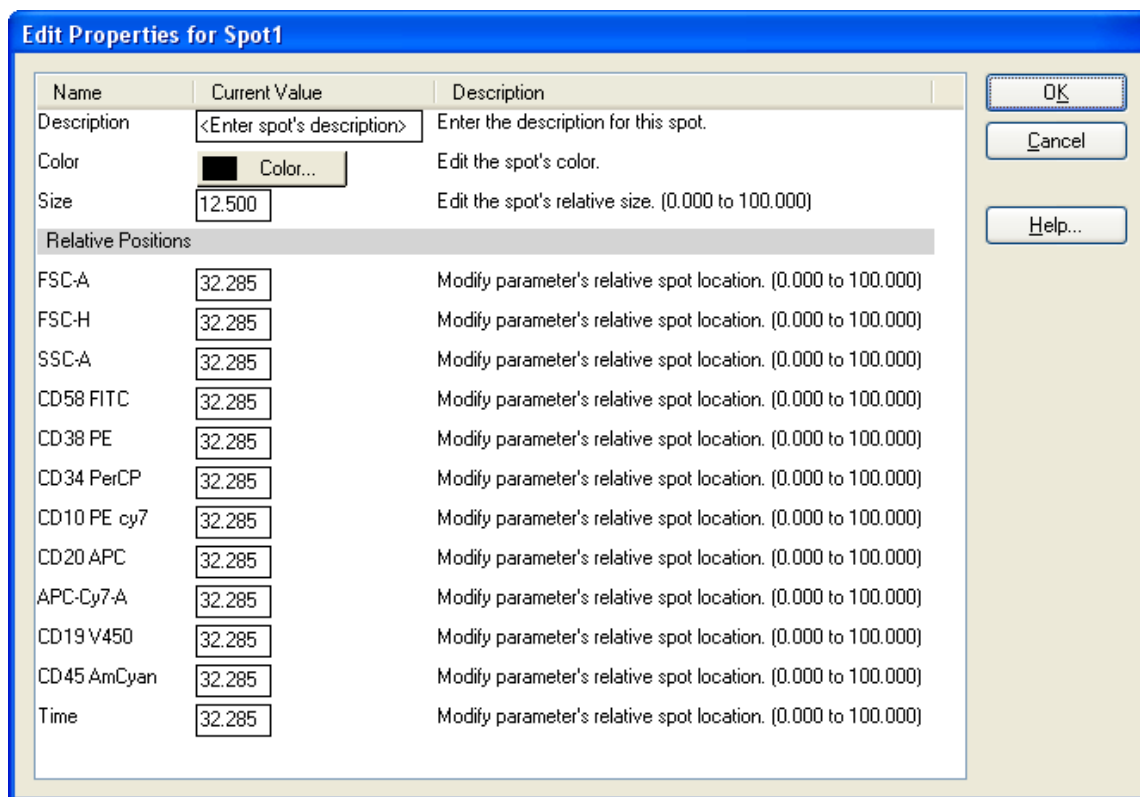 Edit Properties for Spot1
Name Current Value Description
OK
Description <Enter spot's description> Enter the description for this spot.
Cancel
Color Color... Edit the spot's color.
Size 12.500 Edit the spot's relative size. (0.000 to 100.000)
Help...
Relative Positions
FSC-A 32.285 Modify parameter's relative spot location. (0.000 to 100.000)
FSC-H 32.285 Modify parameter's relative spot location. (0.000 to 100.000)
SSC-A 32.285 Modify parameter's relative spot location. (0.000 to 100.000)
CD58 FITC 32.285 Modify parameter's relative spot location. (0.000 to 100.000)
CD38 PE 32.285 Modify parameter's relative spot location. (0.000 to 100.000)
CD34 PerCP 32.285 Modify parameter's relative spot location. (0.000 to 100.000)
CD10 PE cy7 32.285 Modify parameter's relative spot location. (0.000 to 100.000)
CD20 APC 32.285 Modify parameter's relative spot location. (0.000 to 100.000)
APC-Cy7-A 32.285 Modify parameter's relative spot location. (0.000 to 100.000)
CD19 V450 32.285 Modify parameter's relative spot location. (0.000 to 100.000)
CD45 AmCyan 32.285 Modify parameter's relative spot location. (0.000 to 100.000)
Time 32.285 Modify parameter's relative spot location. (0.000 to 100.000)